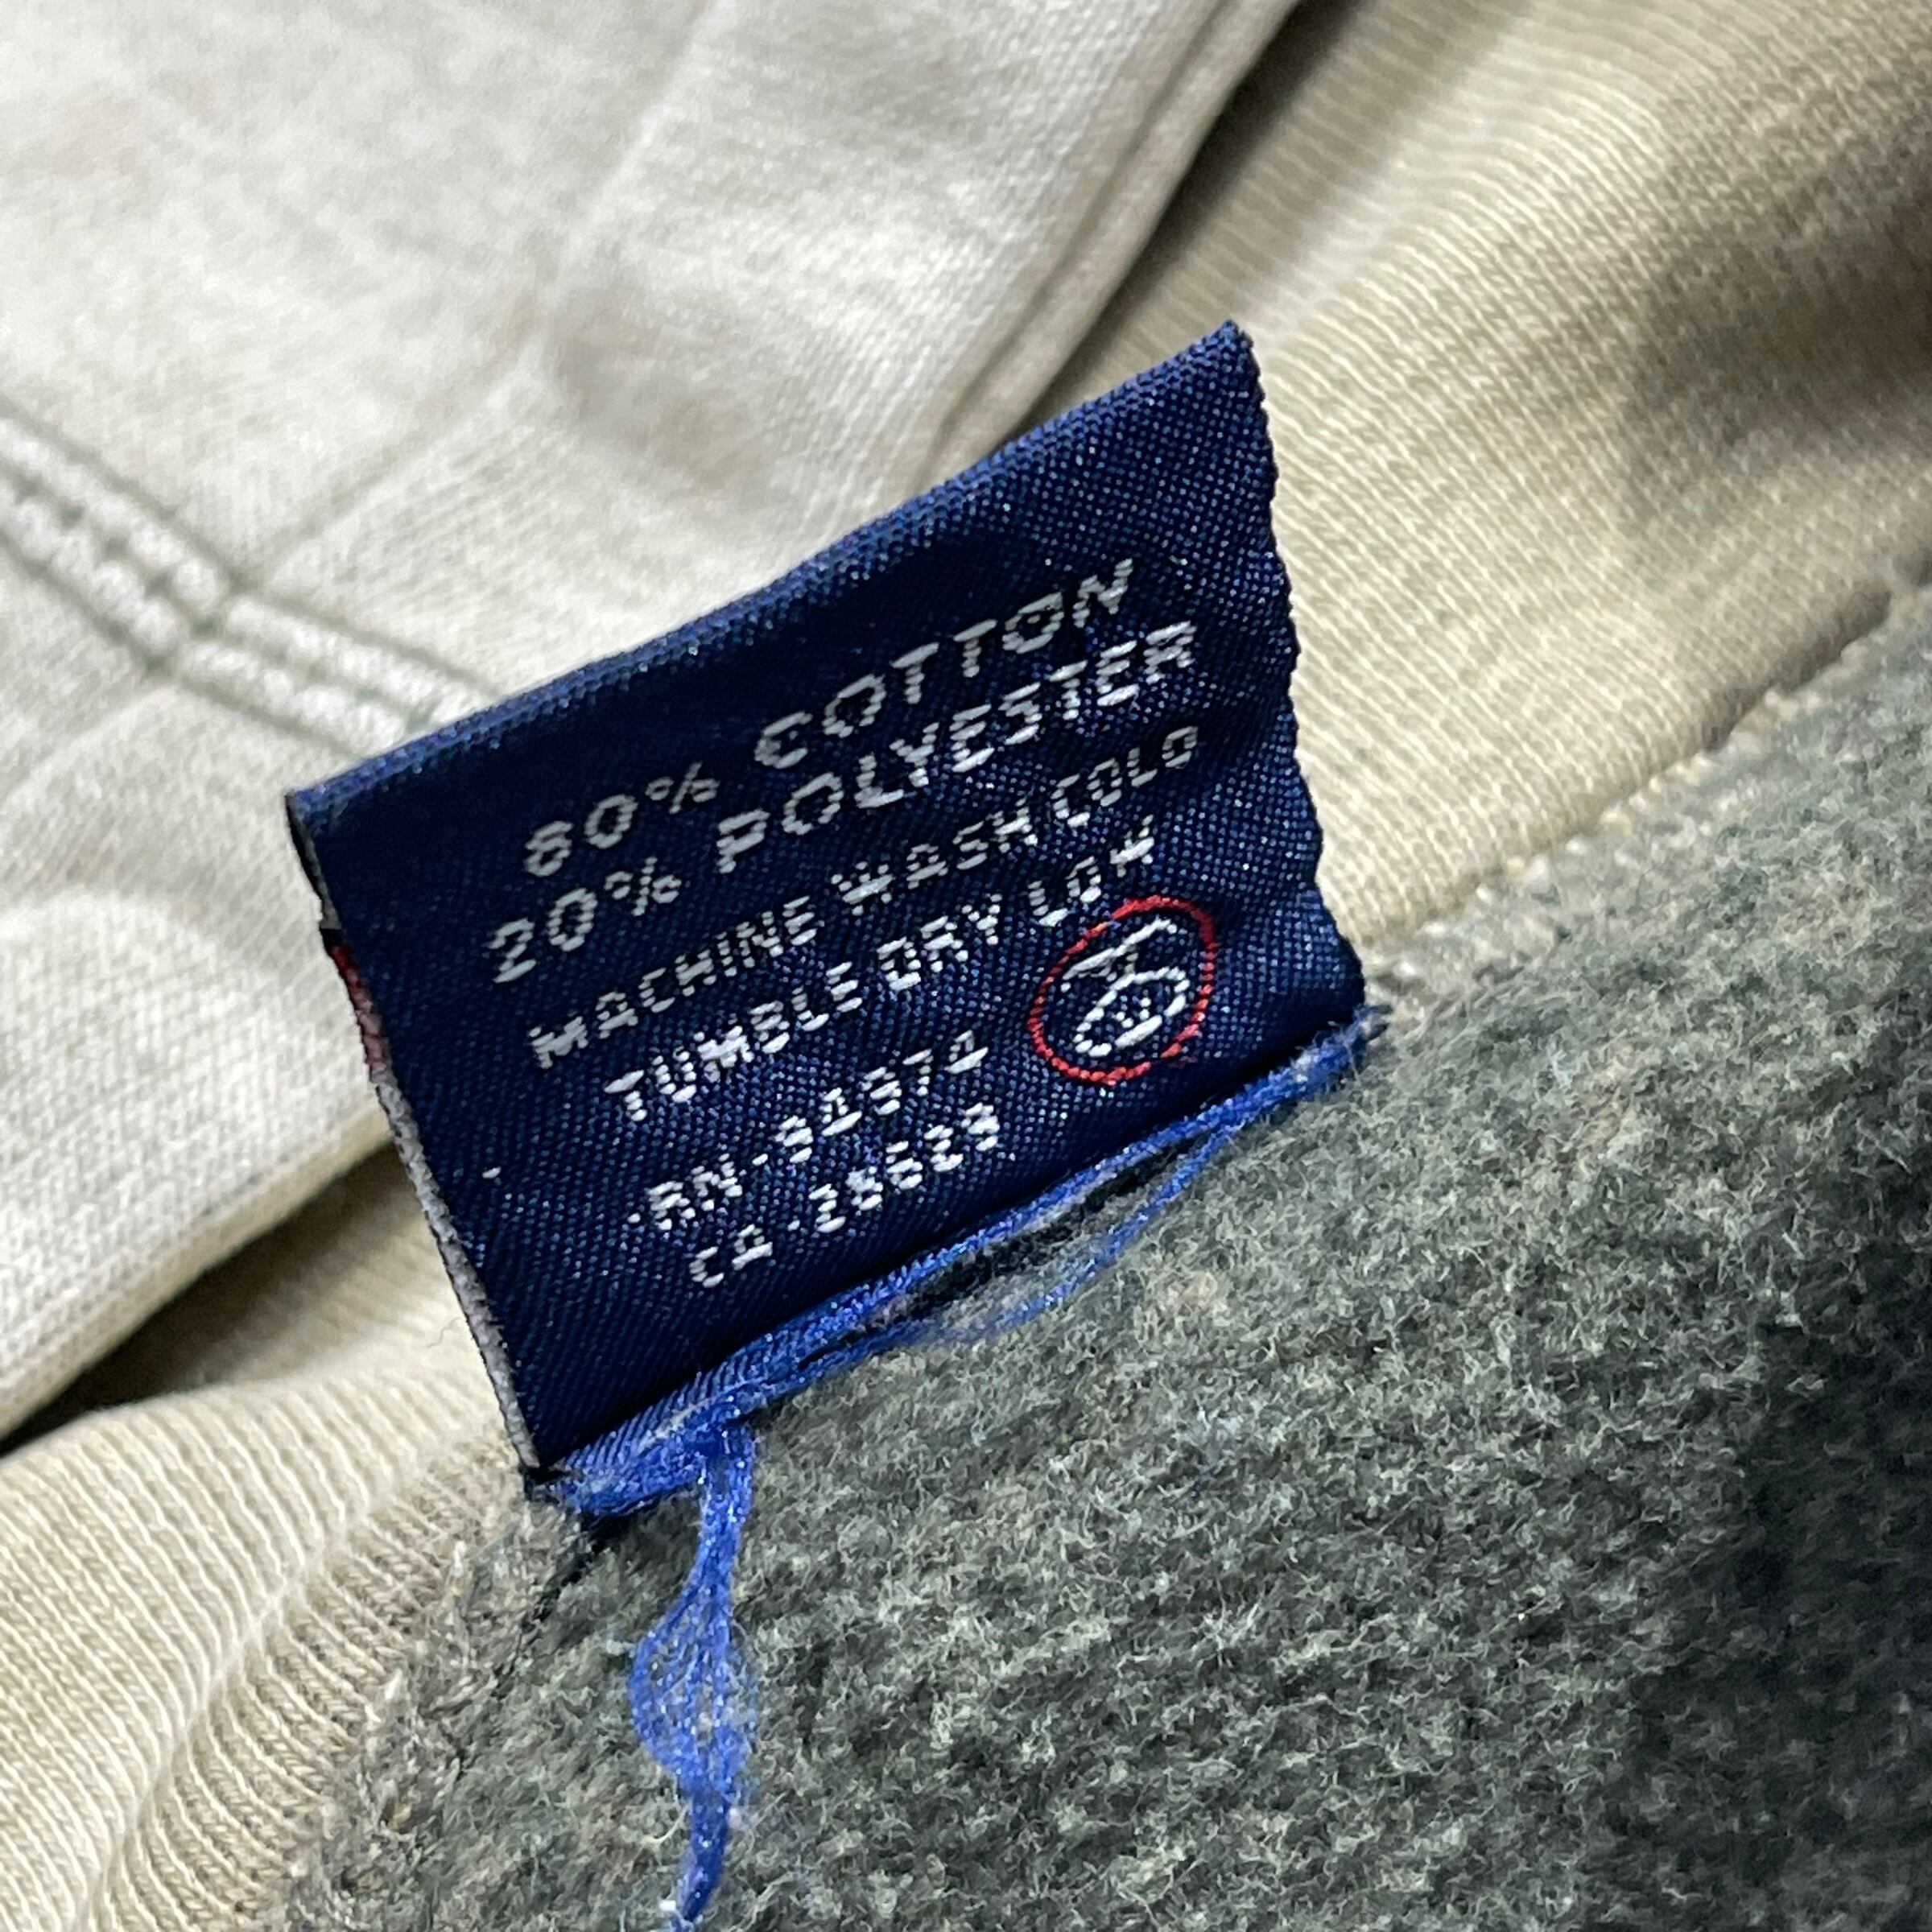 80% COTTON
20% POLYESTER
MACHINE WASH COLD
TUMBLE DRY LOW
RN-94974
CA-28629